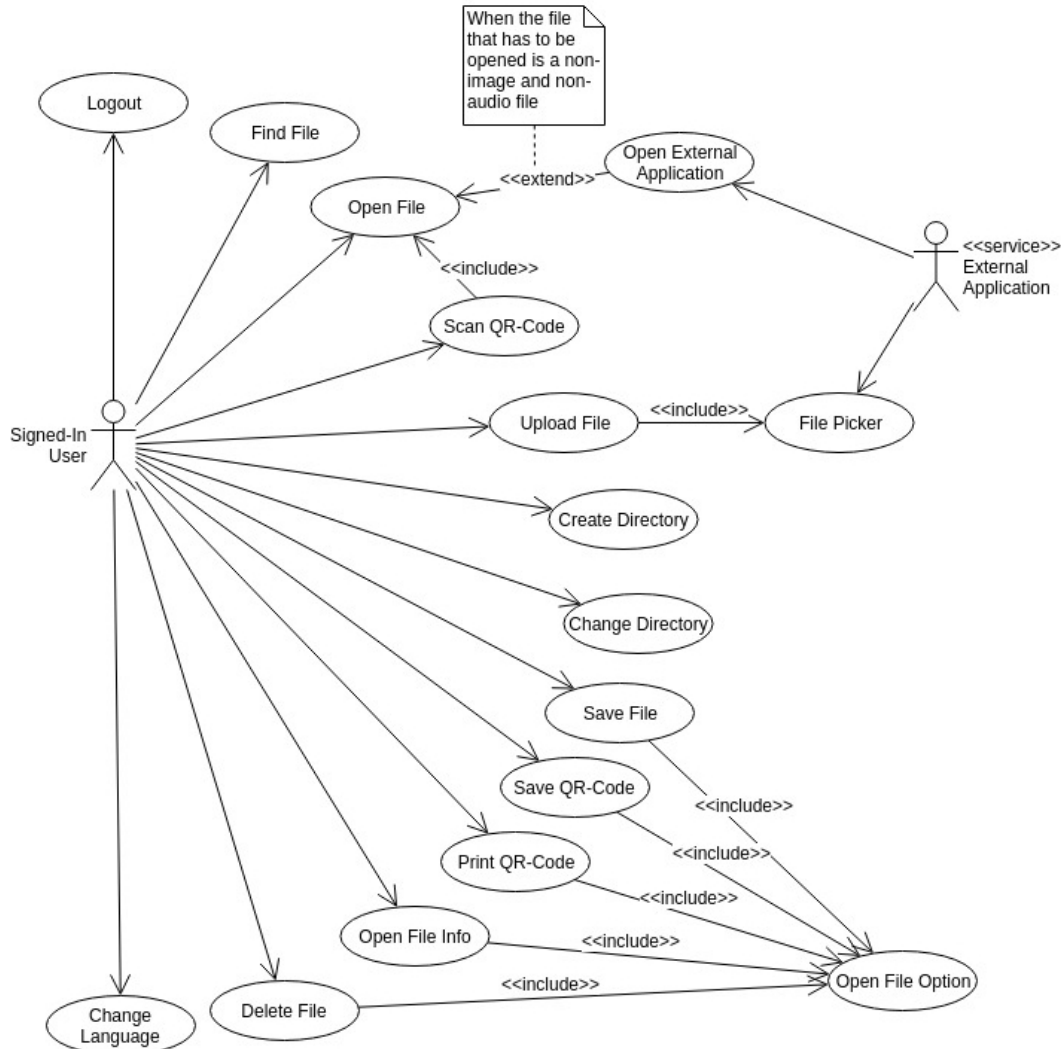 When the file
that has to be
opened is a non-
image and non-
audio file
Logout
Find File
Open External
Application
<<extend>>
Open File
<<service>>
External
Application
<<include>>
Scan QR-Code
Signed-In
User
Upload File
<<include>>
File Picker
Create Directory
Change Directory
Save File
Save QR-Code
<<include>>
<<include>>
Print QR-Code
<<include>>
Open File Info
<<include>>
Open File Option
<<include>>
Delete File
Change
Language